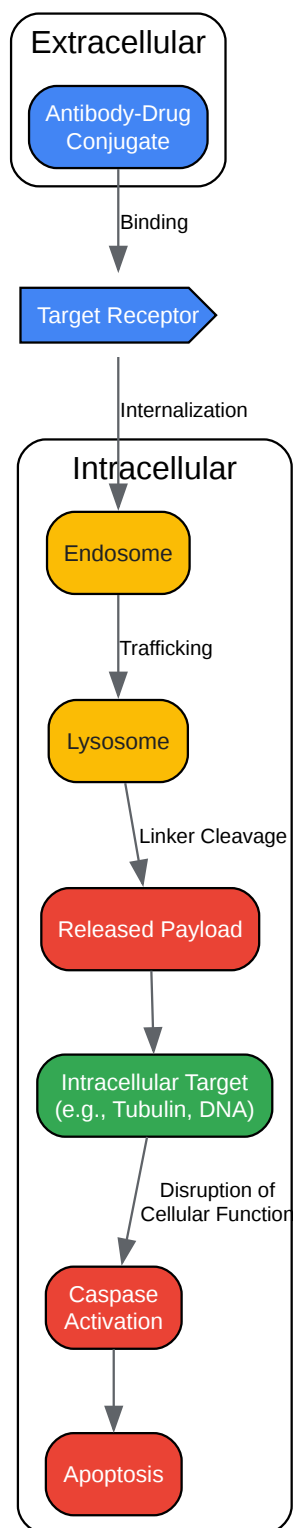 Extracellular
Antibody-Drug
Conjugate
Binding
Target Receptor
Internalization
Intracellular
Endosome
Trafficking
Lysosome
Linker Cleavage
Released Payload
Intracellular Target
(e.g., Tubulin, DNA)
Disruption of
Cellular Function
Caspase
Activation
Apoptosis